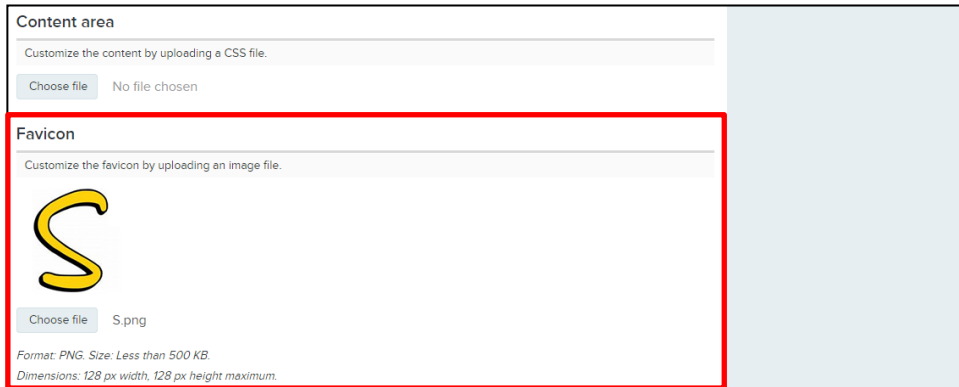 Content area
Customize the content by uploading a CSS file.
Choose file No file chosen
Favicon
Customize the favicon by uploading an image file.
S
Choose file S.png
Format: PNG. Size: Less than 500 KB.
Dimensions: 128 px width, 128 px height maximum.